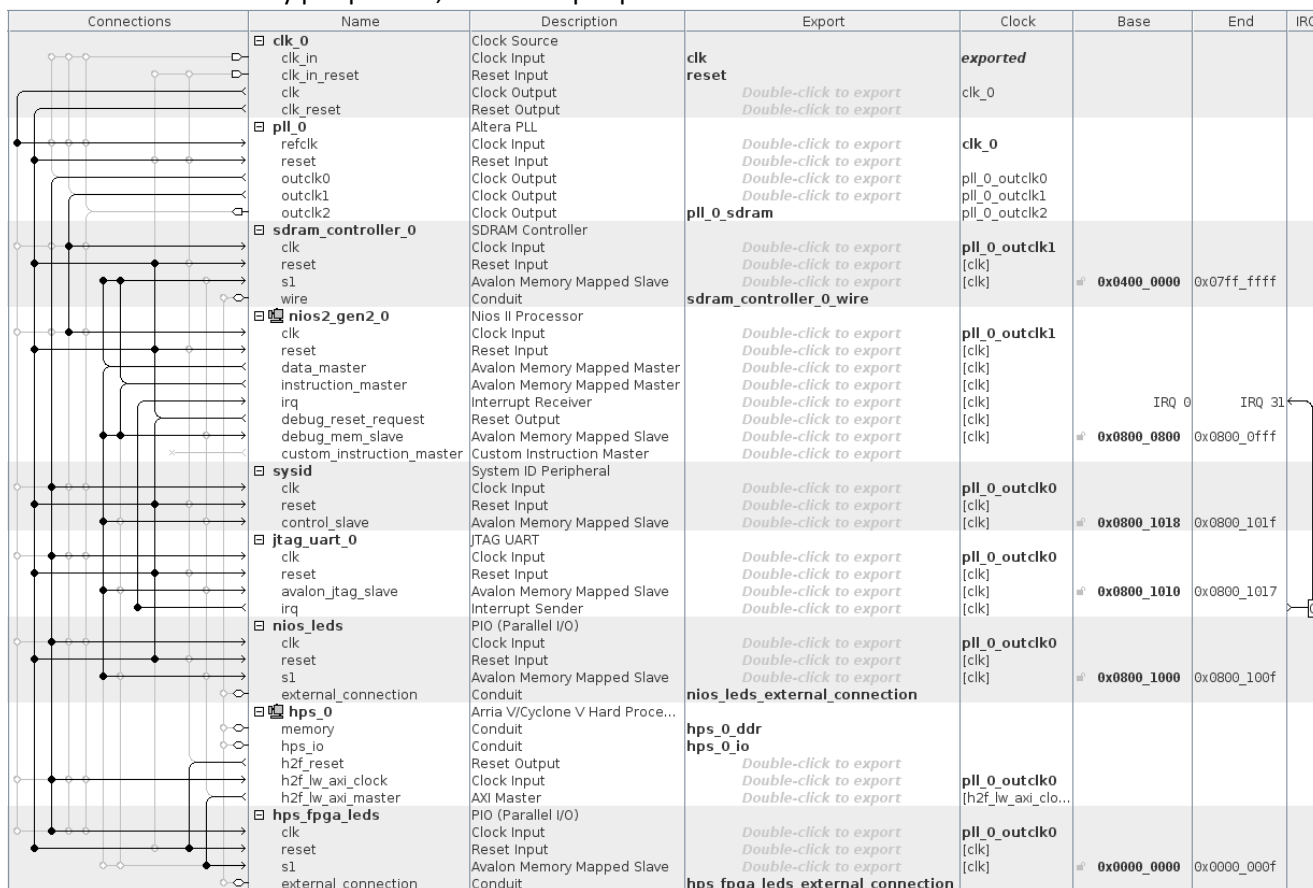 Connections Name Description Export Clock Base End IRQ
clk_0 Clock Source
clk_in Clock Input clk exported
clk_in_reset Reset Input reset
clk Clock Output Double-click to export clk_0
clk_reset Reset Output Double-click to export
pll_0 Altera PLL
refclk Clock Input Double-click to export clk_0
reset Reset Input Double-click to export
outclk0 Clock Output Double-click to export pll_0_outclk0
outclk1 Clock Output Double-click to export pll_0_outclk1
outclk2 Clock Output pll_0_sdram pll_0_outclk2
sdram_controller_0 SDRAM Controller
clk Clock Input Double-click to export pll_0_outclk1
reset Reset Input Double-click to export [clk]
s1 Avalon Memory Mapped Slave Double-click to export [clk] 0x0400_0000 0x07ff_ffff
wire Conduit sdram_controller_0_wire
nios2_gen2_0 Nios II Processor
clk Clock Input Double-click to export pll_0_outclk1
reset Reset Input Double-click to export [clk]
data_master Avalon Memory Mapped Master Double-click to export [clk]
instruction_master Avalon Memory Mapped Master Double-click to export [clk]
irq Interrupt Receiver Double-click to export [clk] IRQ 0 IRQ 31
debug_reset_request Reset Output Double-click to export [clk]
debug_mem_slave Avalon Memory Mapped Slave Double-click to export [clk] 0x0800_0800 0x0800_0fff
custom_instruction_master Custom Instruction Master Double-click to export
sysid System ID Peripheral
clk Clock Input Double-click to export pll_0_outclk0
reset Reset Input Double-click to export [clk]
control_slave Avalon Memory Mapped Slave Double-click to export [clk] 0x0800_1018 0x0800_101f
jtag_uart_0 JTAG UART
clk Clock Input Double-click to export pll_0_outclk0
reset Reset Input Double-click to export [clk]
avalon_jtag_slave Avalon Memory Mapped Slave Double-click to export [clk] 0x0800_1010 0x0800_1017
irq Interrupt Sender Double-click to export [clk]
nios_leds PIO (Parallel I/O)
clk Clock Input Double-click to export pll_0_outclk0
reset Reset Input Double-click to export [clk]
s1 Avalon Memory Mapped Slave Double-click to export [clk] 0x0800_1000 0x0800_100f
external_connection Conduit nios_leds_external_connection
hps_0 Arria V/Cyclone V Hard Proce...
memory Conduit hps_0_ddr
hps_io Conduit hps_0_io
h2f_reset Reset Output Double-click to export
h2f_lw_axi_clock Clock Input Double-click to export pll_0_outclk0
h2f_lw_axi_master AXI Master Double-click to export [h2f_lw_axi_clo...
hps_fpga_leds PIO (Parallel I/O)
clk Clock Input Double-click to export pll_0_outclk0
reset Reset Input Double-click to export [clk]
s1 Avalon Memory Mapped Slave Double-click to export [clk] 0x0000_0000 0x0000_000f
external_connection Conduit hps_fpga_leds_external_connection